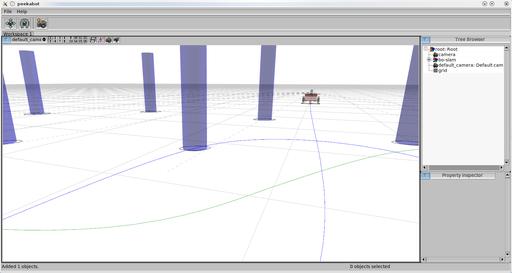 peekabot
File Help
Workspace 1
default_came
Tree Browser
root: Root
camera
bo-slam
default_camera: Default cam
grid
Property Inspector
Added 1 objects.
0 objects selected